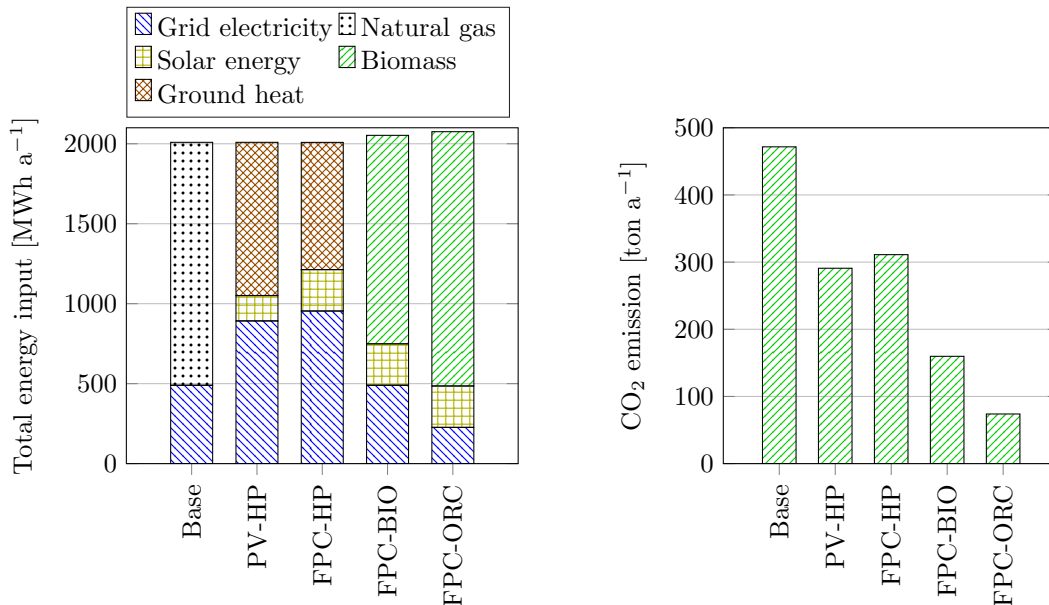 Grid electricity Natural gas
Solar energy Biomass
Ground heat
Total energy input [MWh a⁻¹]
2000
1500
1000
500
0
Base
PV-HP
FPC-HP
FPC-BIO
FPC-ORC
CO₂ emission [ton a⁻¹]
500
400
300
200
100
0
Base
PV-HP
FPC-HP
FPC-BIO
FPC-ORC